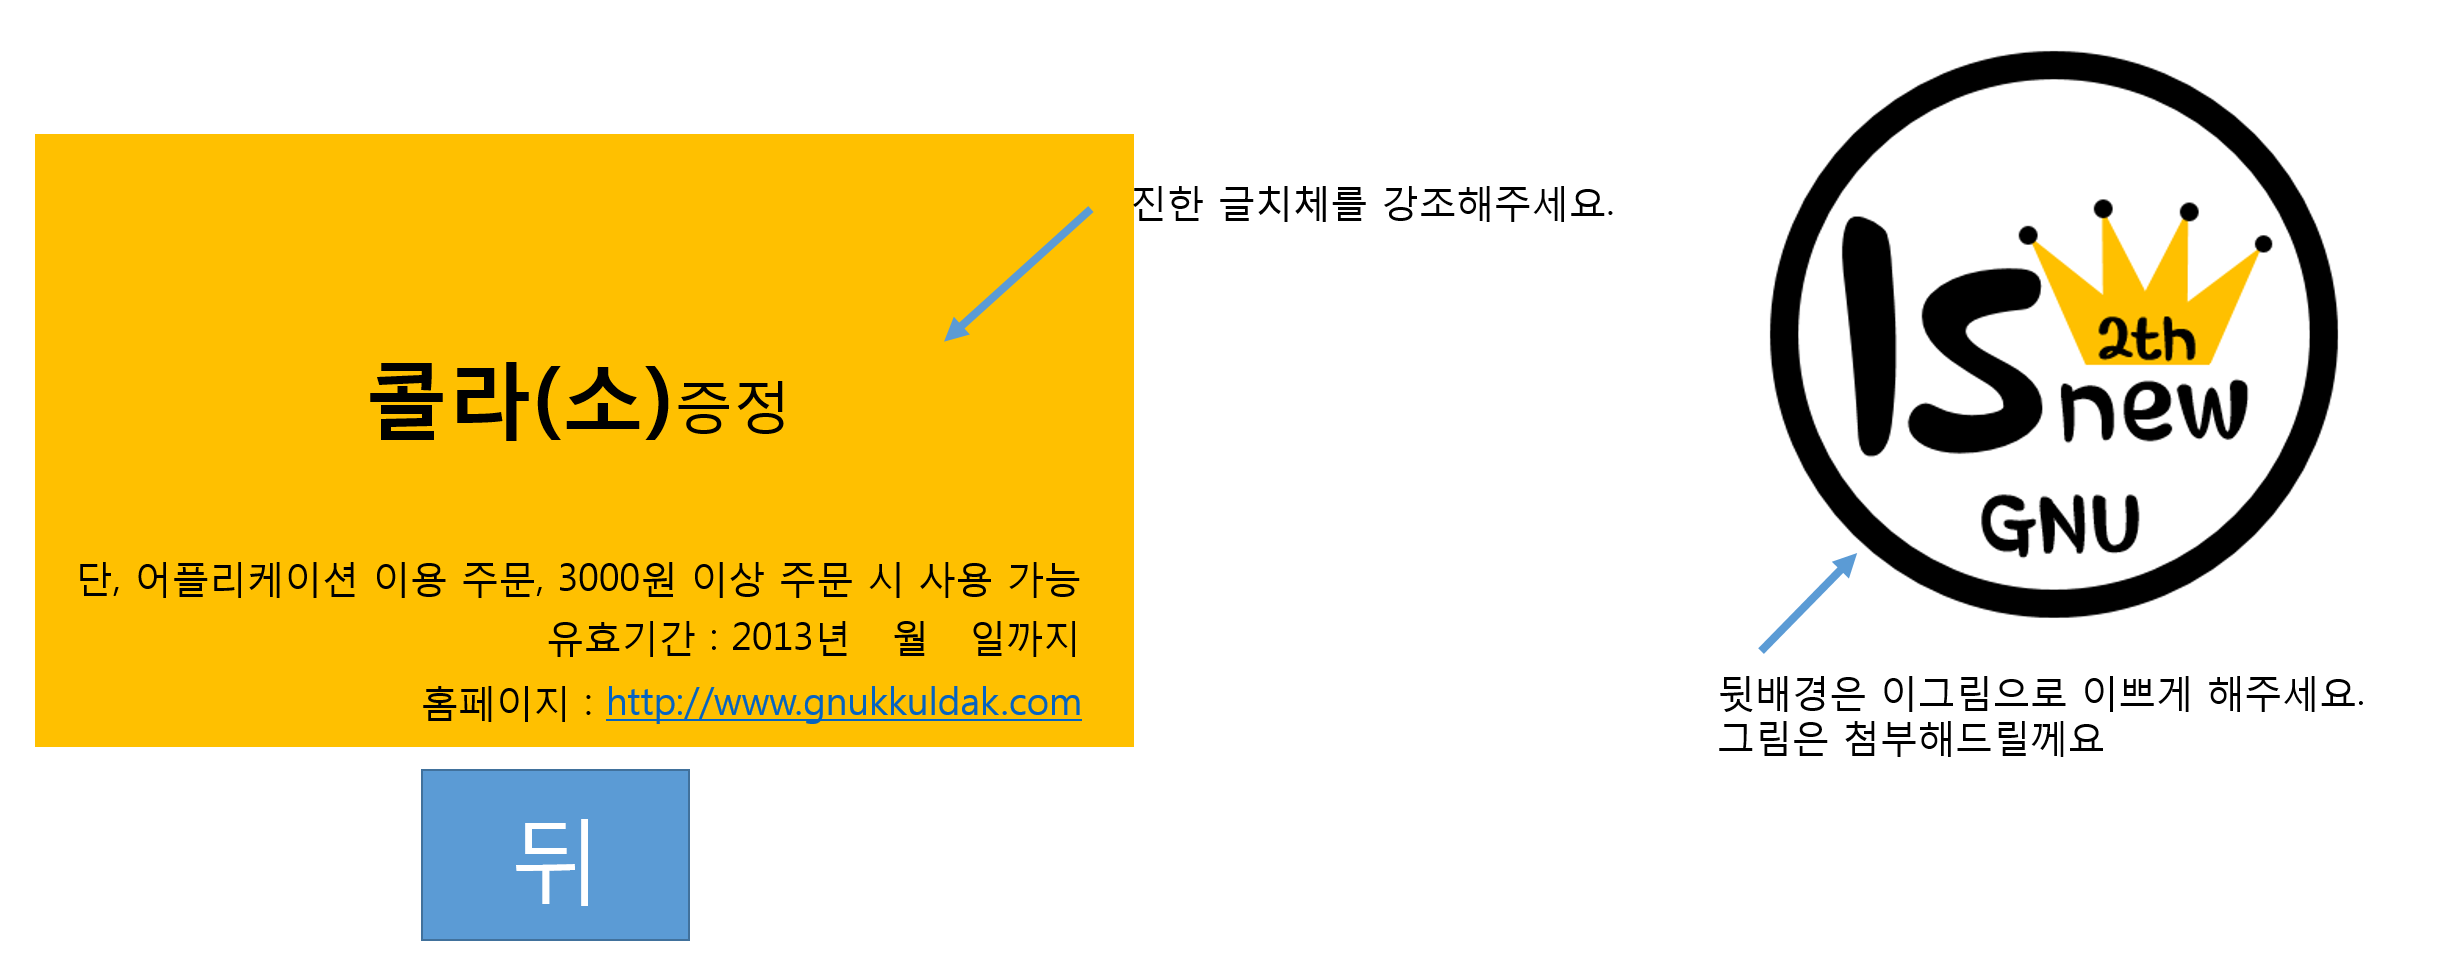 진한 글치체를 강조해주세요.
콜라(소)증정
단, 어플리케이션 이용 주문, 3000원 이상 주문 시 사용 가능
유효기간 : 2013년 월 일까지
홈페이지 : http://www.gnukkuldak.com
뒤
IS
2th
new
GNU
뒷배경은 이그림으로 이쁘게 해주세요.
그림은 첨부해드릴께요